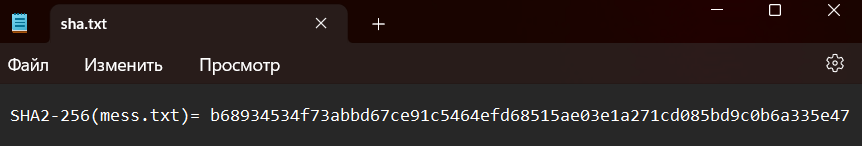 sha.txt
Файл Изменить Просмотр
SHA2-256(mess.txt)= b68934534f73abbd67ce91c5464efd68515ae03e1a271cd085bd9c0b6a335e47